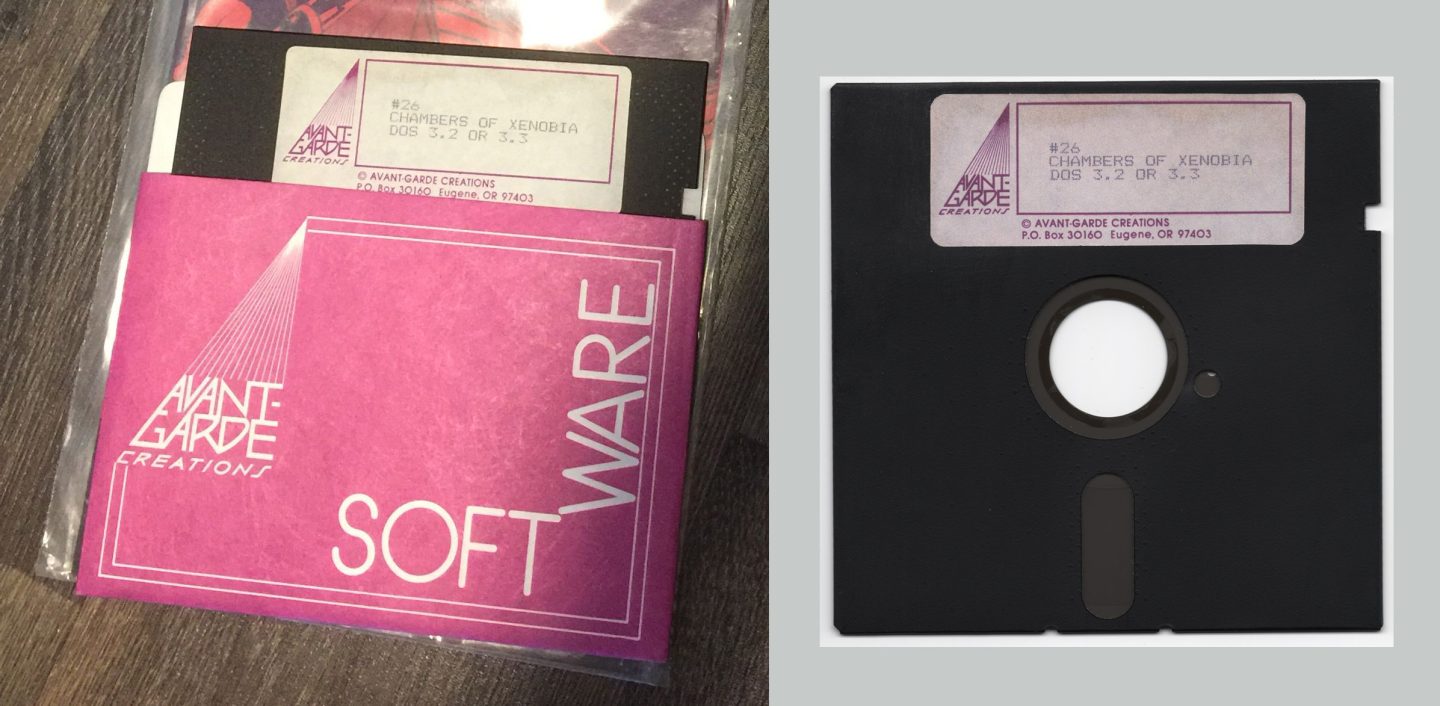 AVANT-
GARDE
CREATIONS
#26
CHAMBERS OF XENOBIA
DOS 3.2 OR 3.3
© AVANT-GARDE CREATIONS
P.O. Box 30160 Eugene, OR 97403
AVANT-
GARDE
CREATIONS
SOFT
WARE
AVANT-
GARDE
CREATIONS
#26
CHAMBERS OF XENOBIA
DOS 3.2 OR 3.3
© AVANT-GARDE CREATIONS
P.O. Box 30160 Eugene, OR 97403